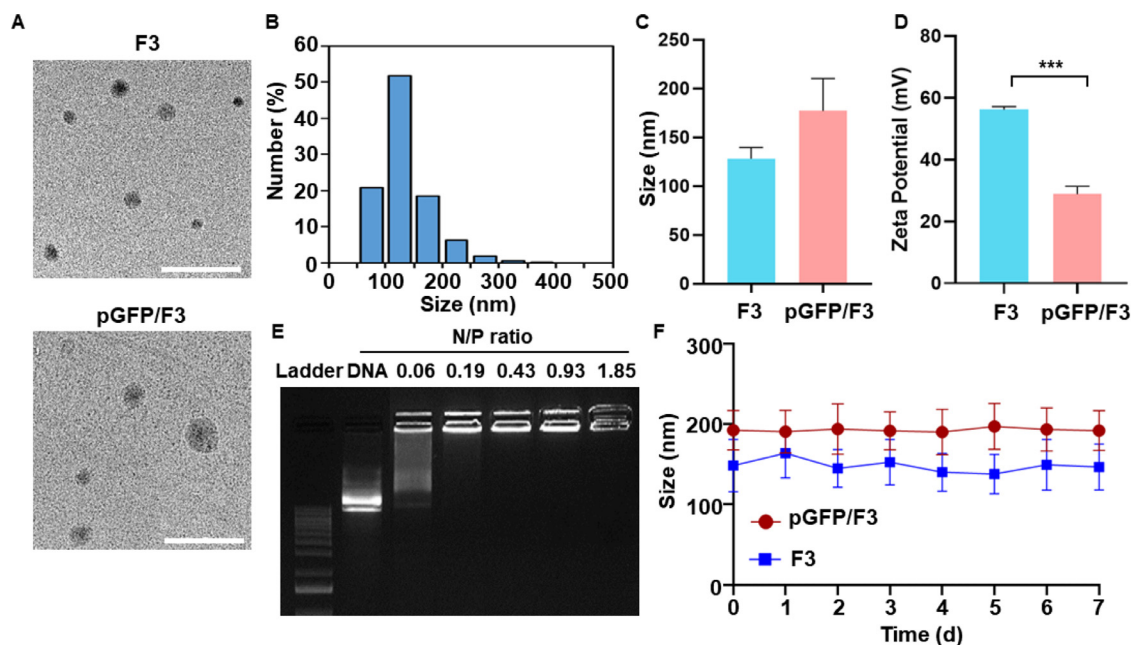 A
F3
pGFP/F3
B
Number (%)
60
50
40
30
20
10
0
0 100 200 300 400 500
Size (nm)
C
Size (nm)
250
200
150
100
50
0
F3 pGFP/F3
D
Zeta Potential (mV)
80
60
40
20
0
***
F3 pGFP/F3
E
N/P ratio
Ladder DNA 0.06 0.19 0.43 0.93 1.85
F
Size (nm)
300
200
100
0
pGFP/F3
F3
0 1 2 3 4 5 6 7
Time (d)